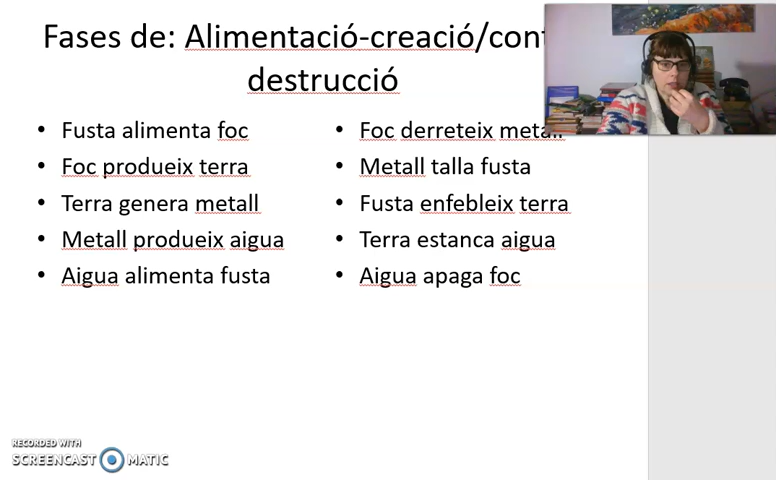 Fases de: Alimentació-creació/cont
destrucció
• Fusta alimenta foc
• Foc produeix terra
• Terra genera metall
• Metall produeix aigua
• Aigua alimenta fusta
• Foc derreteix metall
• Metall talla fusta
• Fusta enfebleix terra
• Terra estanca aigua
• Aigua apaga foc
RECORDED WITH
SCREENCAST MATIC